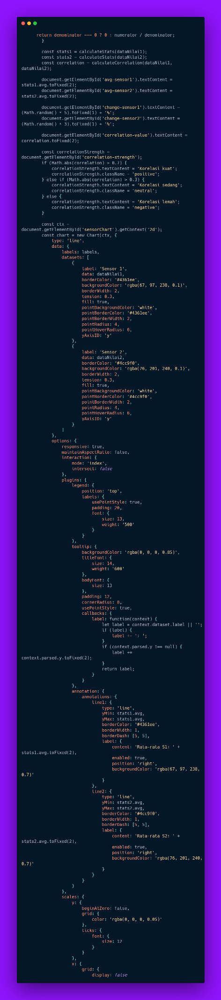 return denominator === 0 ? 0 : numerator / denominator;
}
const stats1 = calculateStats(dataNilai1);
const stats2 = calculateStats(dataNilai2);
const correlation = calculateCorrelation(dataNilai1,
dataNilai2);
document.getElementById('avg-sensor1').textContent =
stats1.avg.toFixed(2);
document.getElementById('avg-sensor2').textContent =
stats2.avg.toFixed(2);
document.getElementById('change-sensor1').textContent =
(Math.random() * 5).toFixed(1) + '%';
document.getElementById('change-sensor2').textContent =
(Math.random() * 3).toFixed(1) + '%';
document.getElementById('correlation-value').textContent =
correlation.toFixed(2);
const correlationStrength =
document.getElementById('correlation-strength');
if (Math.abs(correlation) > 0.7) {
correlationStrength.textContent = 'Korelasi kuat';
correlationStrength.className = 'positive';
} else if (Math.abs(correlation) > 0.3) {
correlationStrength.textContent = 'Korelasi sedang';
correlationStrength.className = 'neutral';
} else {
correlationStrength.textContent = 'Korelasi lemah';
correlationStrength.className = 'negative';
}
const ctx =
document.getElementById('sensorChart').getContext('2d');
const chart = new Chart(ctx, {
type: 'line',
data: {
labels: labels,
datasets: [
{
label: 'Sensor 1',
data: dataNilai1,
borderColor: '#4361ee',
backgroundColor: 'rgba(67, 97, 238, 0.1)',
borderWidth: 2,
tension: 0.3,
fill: true,
pointBackgroundColor: 'white',
pointBorderColor: '#4361ee',
pointBorderWidth: 2,
pointRadius: 4,
pointHoverRadius: 6,
yAxisID: 'y'
},
{
label: 'Sensor 2',
data: dataNilai2,
borderColor: '#4cc9f0',
backgroundColor: 'rgba(76, 201, 240, 0.1)',
borderWidth: 2,
tension: 0.3,
fill: true,
pointBackgroundColor: 'white',
pointBorderColor: '#4cc9f0',
pointBorderWidth: 2,
pointRadius: 4,
pointHoverRadius: 6,
yAxisID: 'y'
}
]
},
options: {
responsive: true,
maintainAspectRatio: false,
interaction: {
mode: 'index',
intersect: false
},
plugins: {
legend: {
position: 'top',
labels: {
usePointStyle: true,
padding: 20,
font: {
size: 13,
weight: '500'
}
}
},
tooltip: {
backgroundColor: 'rgba(0, 0, 0, 0.85)',
titleFont: {
size: 14,
weight: '600'
},
bodyFont: {
size: 13
},
padding: 12,
cornerRadius: 8,
usePointStyle: true,
callbacks: {
label: function(context) {
let label = context.dataset.label || '';
if (label) {
label += ': ';
}
if (context.parsed.y !== null) {
label +=
context.parsed.y.toFixed(2);
}
return label;
}
}
},
annotation: {
annotations: {
line1: {
type: 'line',
yMin: stats1.avg,
yMax: stats1.avg,
borderColor: '#4361ee',
borderWidth: 1,
borderDash: [5, 5],
label: {
content: 'Rata-rata S1: ' +
stats1.avg.toFixed(2),
enabled: true,
position: 'right',
backgroundColor: 'rgba(67, 97, 238,
0.7)'
}
},
line2: {
type: 'line',
yMin: stats2.avg,
yMax: stats2.avg,
borderColor: '#4cc9f0',
borderWidth: 1,
borderDash: [5, 5],
label: {
content: 'Rata-rata S2: ' +
stats2.avg.toFixed(2),
enabled: true,
position: 'right',
backgroundColor: 'rgba(76, 201, 240,
0.7)'
}
}
}
}
},
scales: {
y: {
beginAtZero: false,
grid: {
color: 'rgba(0, 0, 0, 0.05)'
},
ticks: {
font: {
size: 12
}
}
},
x: {
grid: {
display: false